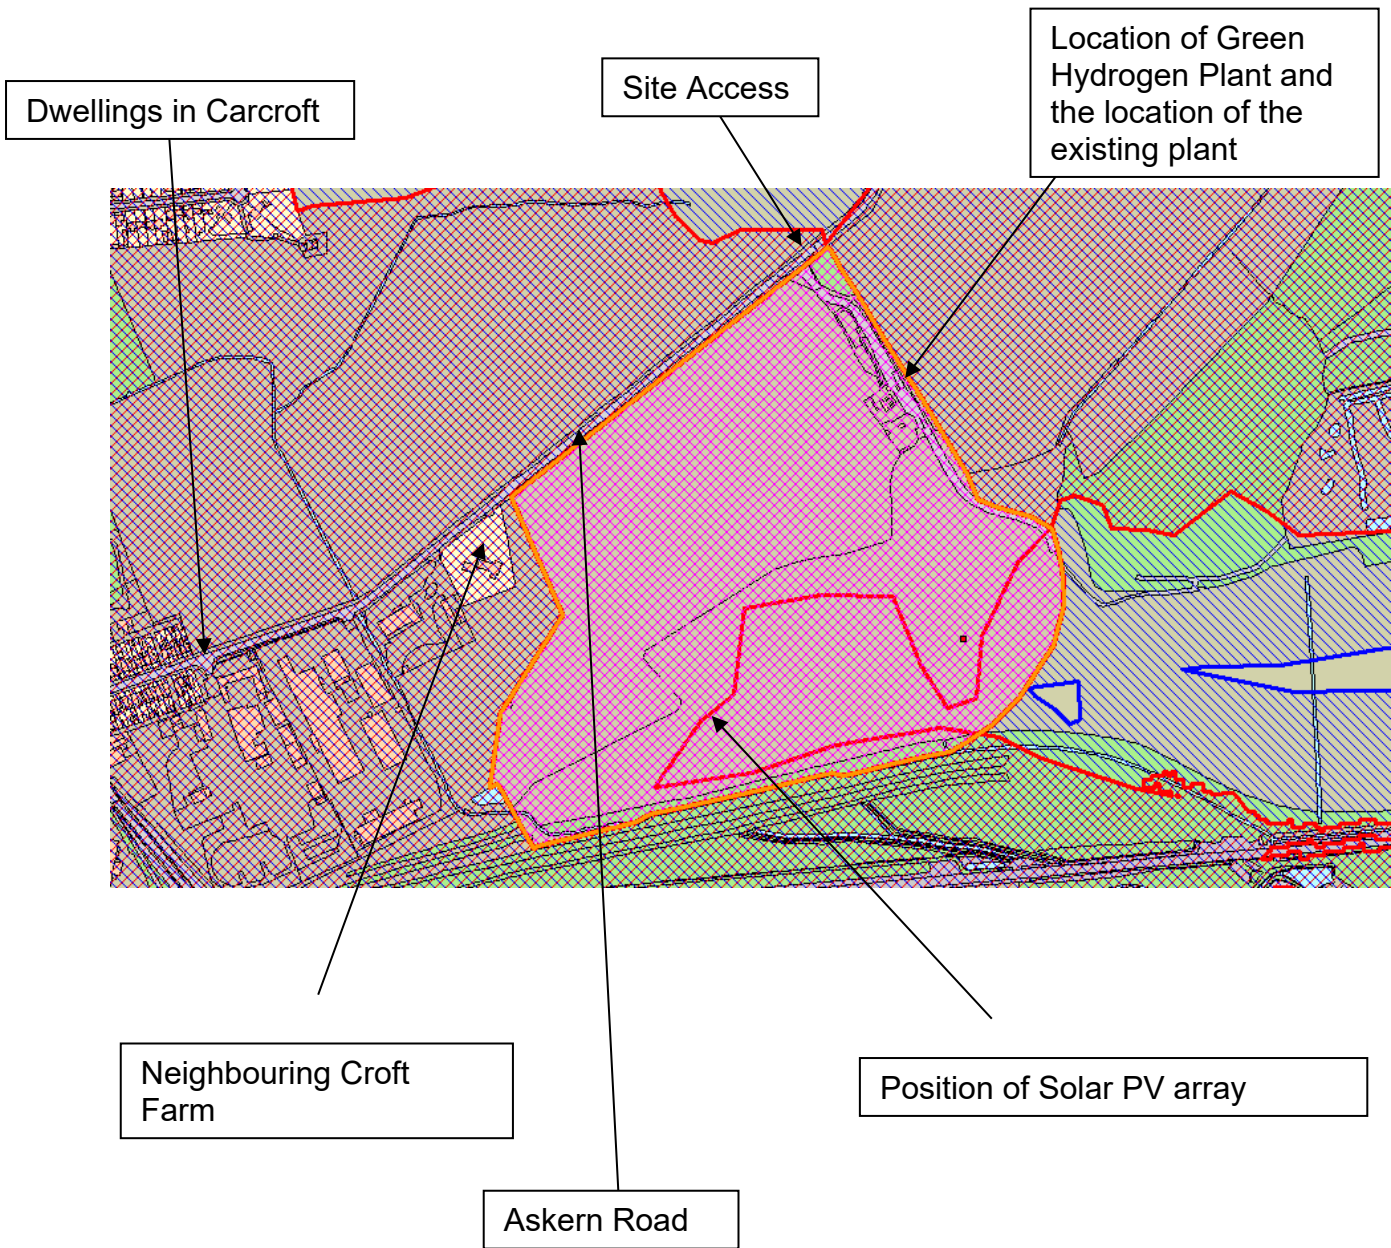 Location of Green
Hydrogen Plant and
the location of the
existing plant
Site Access
Dwellings in Carcroft
Neighbouring Croft
Farm
Position of Solar PV array
Askern Road